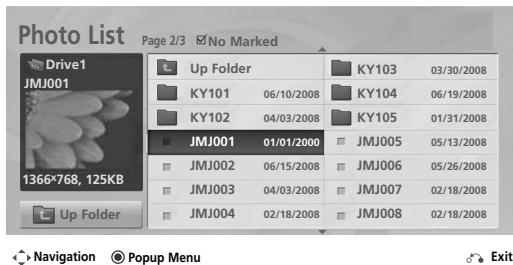 Photo List Page 2/3 No Marked
Drive1
JMJ001
1366×768, 125KB
Up Folder
Up Folder
KY101 06/10/2008
KY102 04/03/2008
JMJ001 01/01/2000
JMJ002 06/15/2008
JMJ003 04/03/2008
JMJ004 02/18/2008
KY103 03/30/2008
KY104 06/19/2008
KY105 01/31/2008
JMJ005 05/13/2008
JMJ006 05/26/2008
JMJ007 02/18/2008
JMJ008 02/18/2008
Navigation Popup Menu Exit